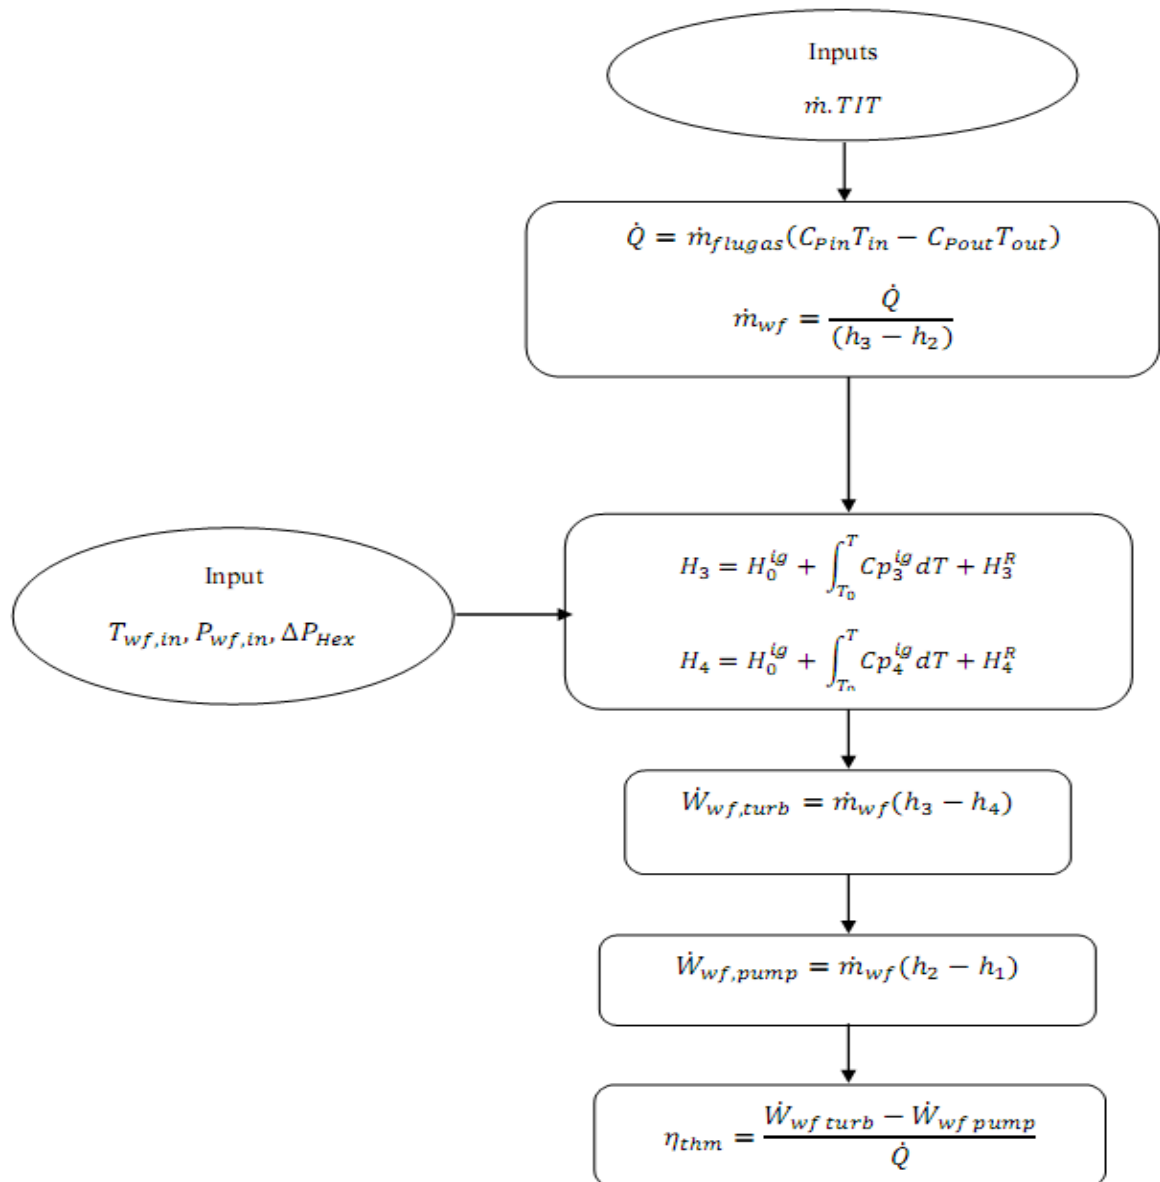 Inputs
ṁ.TIT
Q̇ = ṁ_flugas(C_Pin T_in − C_Pout T_out)
ṁ_wf = Q̇ / (h_3 − h_2)
Input
T_wf,in, P_wf,in, ΔP_Hex
H_3 = H_0^ig + ∫_T_0^T Cp_3^ig dT + H_3^R
H_4 = H_0^ig + ∫_T_0^T Cp_4^ig dT + H_4^R
Ẇ_wf,turb = ṁ_wf(h_3 − h_4)
Ẇ_wf,pump = ṁ_wf(h_2 − h_1)
η_thm = (Ẇ_wf turb − Ẇ_wf pump) / Q̇